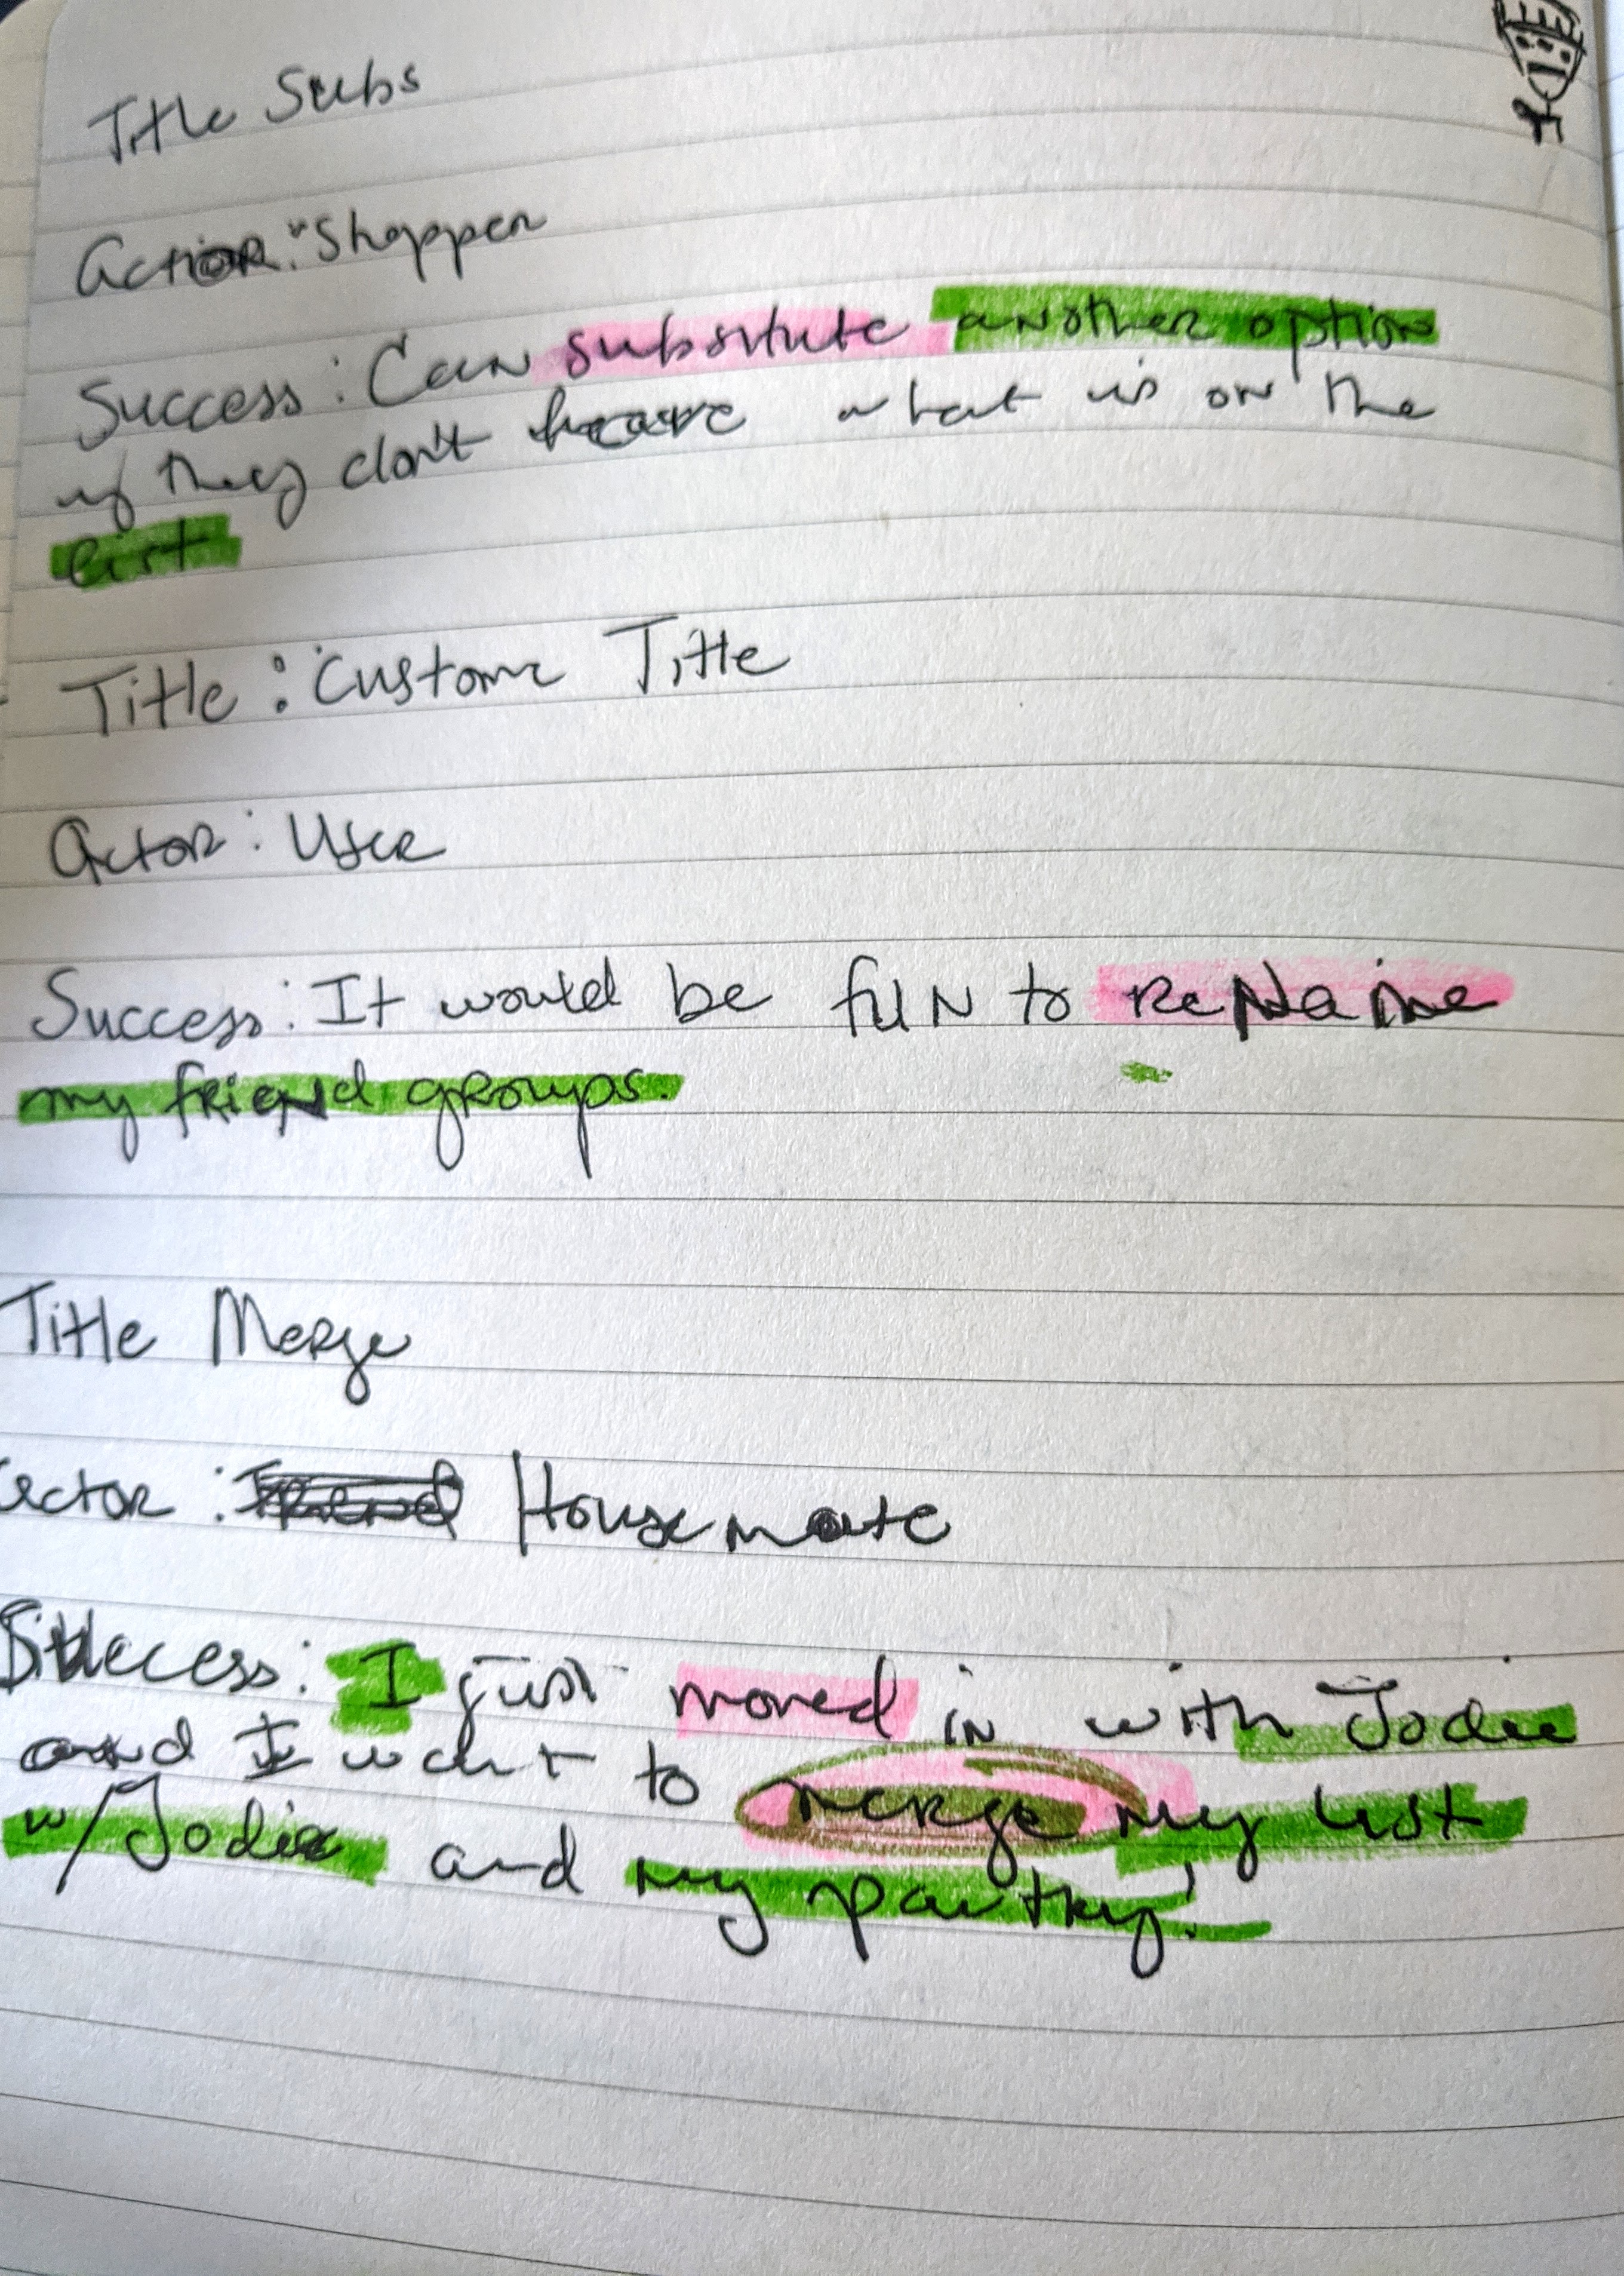 Title Subs
Actor: Shopper
Success: Can substitute another option
if they don't have what is on the
list
Title: Custom Title
Actor: User
Success: It would be fun to ReName
my friend groups.
Title Merge
Actor: Friend Housemate
Success: I just moved in with Jodie
and I want to merge my list
w/Jodie and my pantry!